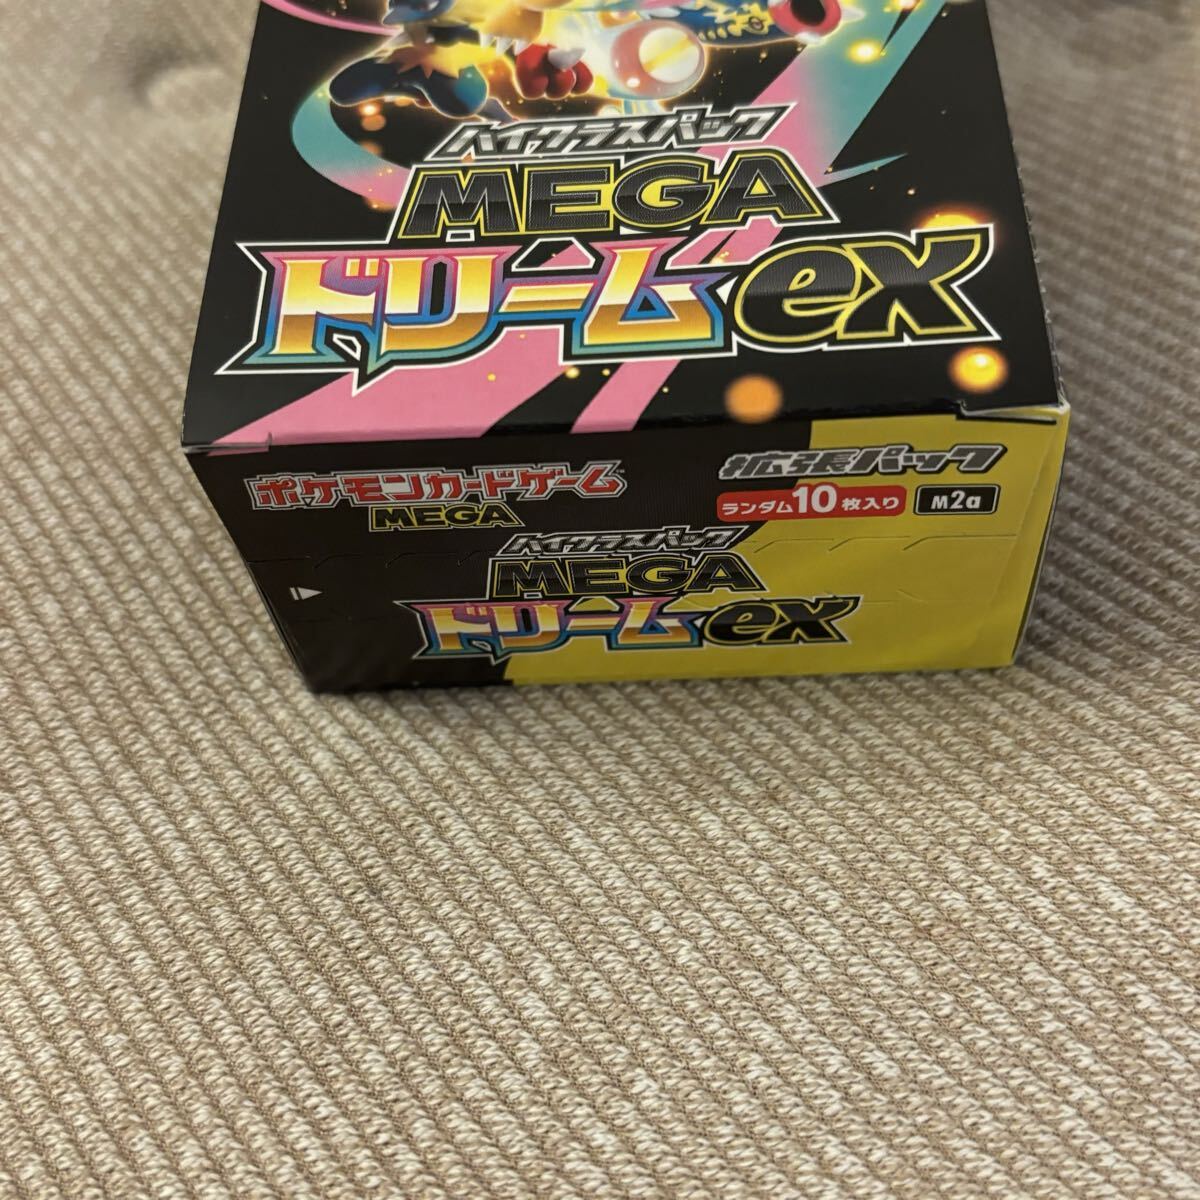 ハイクラスパック
MEGA
ドリームex
ポケモンカードゲーム™
MEGA
拡張パック
ランダム10枚入り
M2a
ハイクラスパック
MEGA
ドリームex